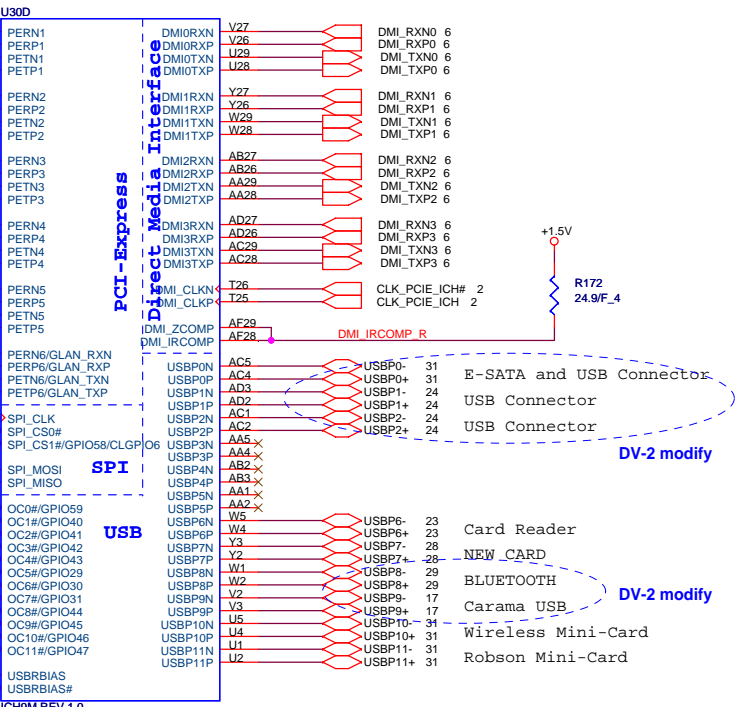 U30D
PERN1 DMI0RXN V27 DMI_RXN0 6
PERP1 DMI0RXP V26 DMI_RXP0 6
PETN1 DMI0TXN U29 DMI_TXN0 6
PETP1 DMI0TXP U28 DMI_TXP0 6
PERN2 DMI1RXN Y27 DMI_RXN1 6
PERP2 DMI1RXP Y26 DMI_RXP1 6
PETN2 DMI1TXN W29 DMI_TXN1 6
PETP2 DMI1TXP W28 DMI_TXP1 6
PERN3 DMI2RXN AB27 DMI_RXN2 6
PERP3 DMI2RXP AB26 DMI_RXP2 6
PETN3 DMI2TXN AA29 DMI_TXN2 6
PETP3 DMI2TXP AA28 DMI_TXP2 6
PERN4 DMI3RXN AD27 DMI_RXN3 6
PERP4 DMI3RXP AD26 DMI_RXP3 6
PETN4 DMI3TXN AC29 DMI_TXN3 6
PETP4 DMI3TXP AC28 DMI_TXP3 6
PCI-Express
Direct Media Interface
+1.5V
R172
24.9/F_4
PERN5 DMI_CLKN T26 CLK_PCIE_ICH# 2
PERP5 DMI_CLKP T25 CLK_PCIE_ICH 2
PETN5
PETP5 DMI_ZCOMP AF29
DMI_IRCOMP AF28 DMI_IRCOMP_R
PERN6/GLAN_RXN
PERP6/GLAN_RXP USBP0N AC5 USBP0- 31
PETN6/GLAN_TXN USBP0P AC4 USBP0+ 31 E-SATA and USB Connector
PETP6/GLAN_TXP USBP1N AD3 USBP1- 24
USBP1P AD2 USBP1+ 24 USB Connector
SPI_CLK USBP2N AC1 USBP2- 24
SPI_CS0# USBP2P AC2 USBP2+ 24 USB Connector
SPI_CS1#/GPIO58/CLGPIO6 USBP3N AA5
USBP3P AA4
DV-2 modify
SPI_MOSI SPI USBP4N AB2
SPI_MISO USBP4P AB3
USBP5N AA1
OC0#/GPIO59 USBP5P AA2
OC1#/GPIO40 USBP6N W5 USBP6- 23
OC2#/GPIO41 USB USBP6P W4 USBP6+ 23 Card Reader
OC3#/GPIO42 USBP7N Y3 USBP7- 28
OC4#/GPIO43 USBP7P Y2 USBP7+ 28 NEW CARD
OC5#/GPIO29 USBP8N W1 USBP8- 29
OC6#/GPIO30 USBP8P W2 USBP8+ 29 BLUETOOTH
OC7#/GPIO31 USBP9N V2 USBP9- 17
DV-2 modify
OC8#/GPIO44 USBP9P V3 USBP9+ 17 Carama USB
OC9#/GPIO45 USBP10N U5 USBP10- 31
OC10#/GPIO46 USBP10P U4 USBP10+ 31 Wireless Mini-Card
OC11#/GPIO47 USBP11N U1 USBP11- 31
USBP11P U2 USBP11+ 31 Robson Mini-Card
USBRBIAS
USBRBIAS#
ICH9M REV 1.0